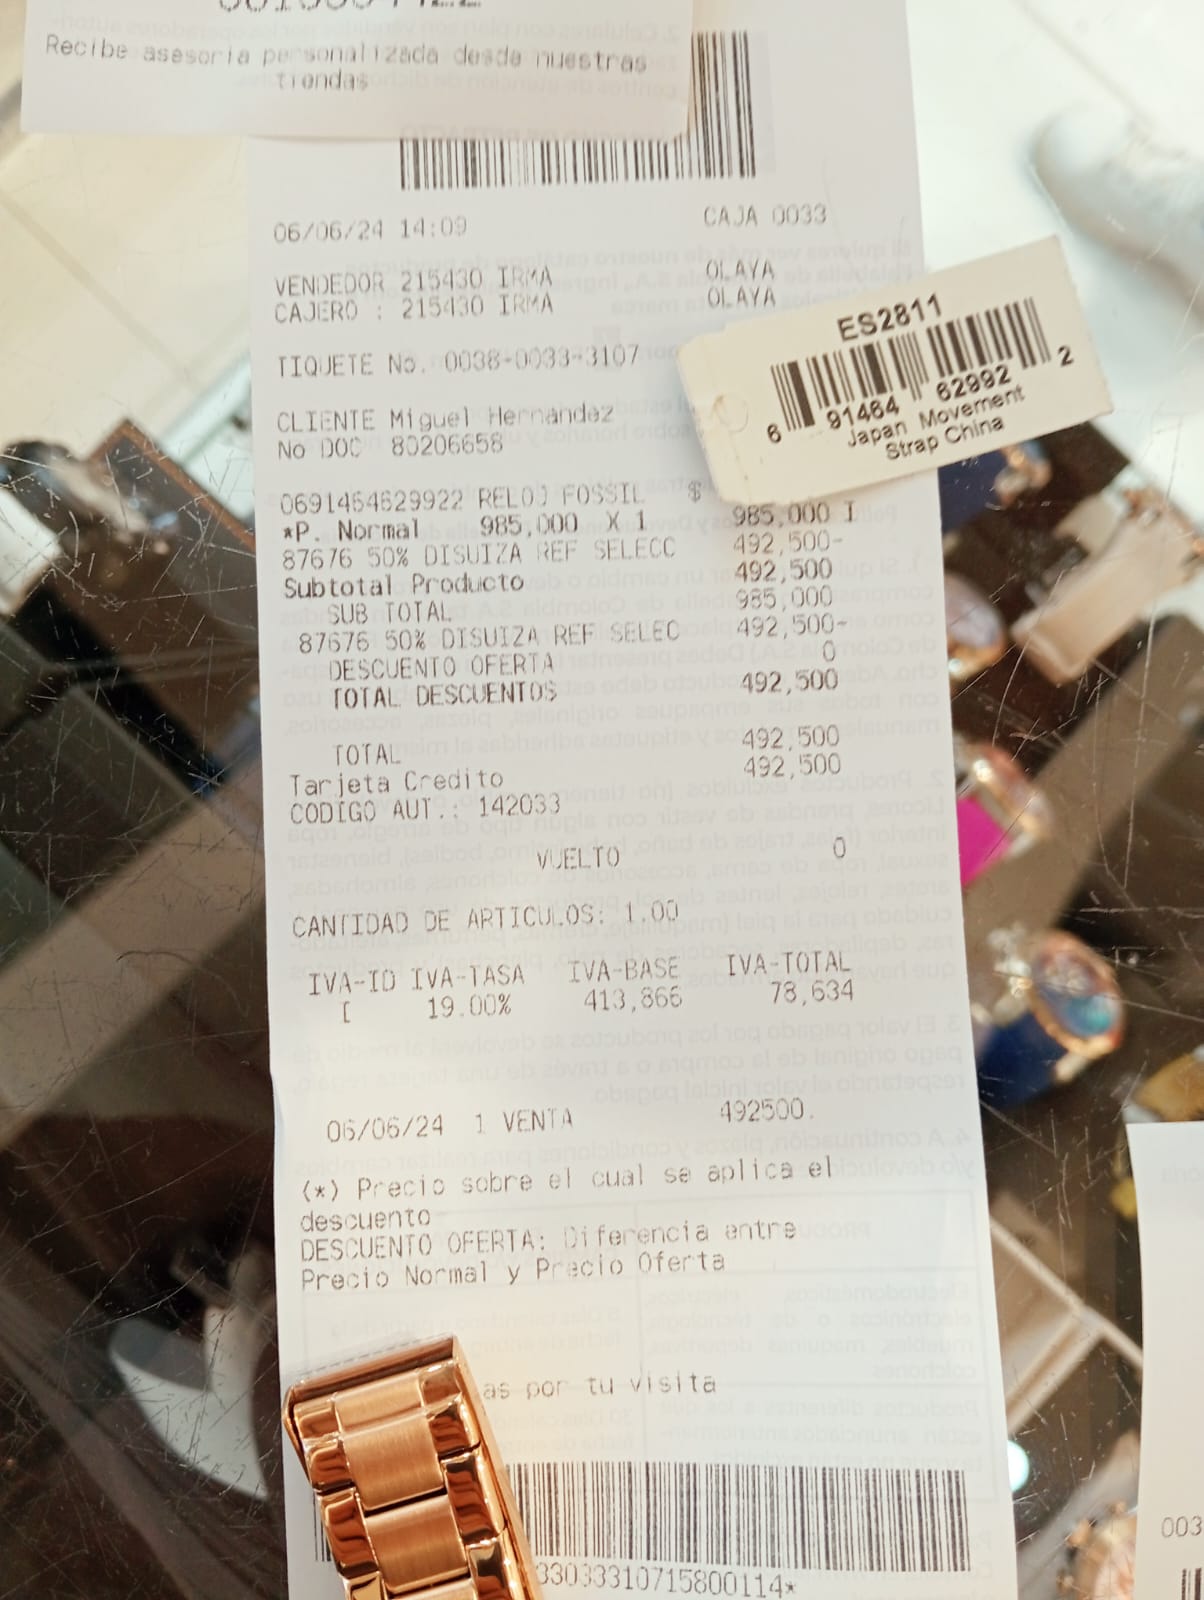 Recibe asesoria personalizada desde nuestras
tiendas
06/06/24 14:09 CAJA 0033
VENDEDOR 215430 IRMA OLAYA
CAJERO : 215430 IRMA OLAYA
TIQUETE No. 0038-0033-3107
CLIENTE Miguel Hernandez
No DOC 80206658
ES2811
6 91464 62992 2
Japan Movement
Strap China
0691464629922 RELOJ FOSSIL $
*P. Normal 985,000 X 1 985,000 I
87676 50% DISUIZA REF SELECC 492,500-
Subtotal Producto 492,500
SUB TOTAL 985,000
87676 50% DISUIZA REF SELEC 492,500-
DESCUENTO OFERTA 0
TOTAL DESCUENTOS 492,500
TOTAL 492,500
Tarjeta Credito 492,500
CODIGO AUT.: 142033
VUELTO 0
CANTIDAD DE ARTICULOS: 1.00
IVA-ID IVA-TASA IVA-BASE IVA-TOTAL
I 19.00% 413,866 78,634
06/06/24 1 VENTA 492500.
(*) Precio sobre el cual se aplica el
descuento
DESCUENTO OFERTA: Diferencia entre
Precio Normal y Precio Oferta
as por tu visita
33033310715800114*
003